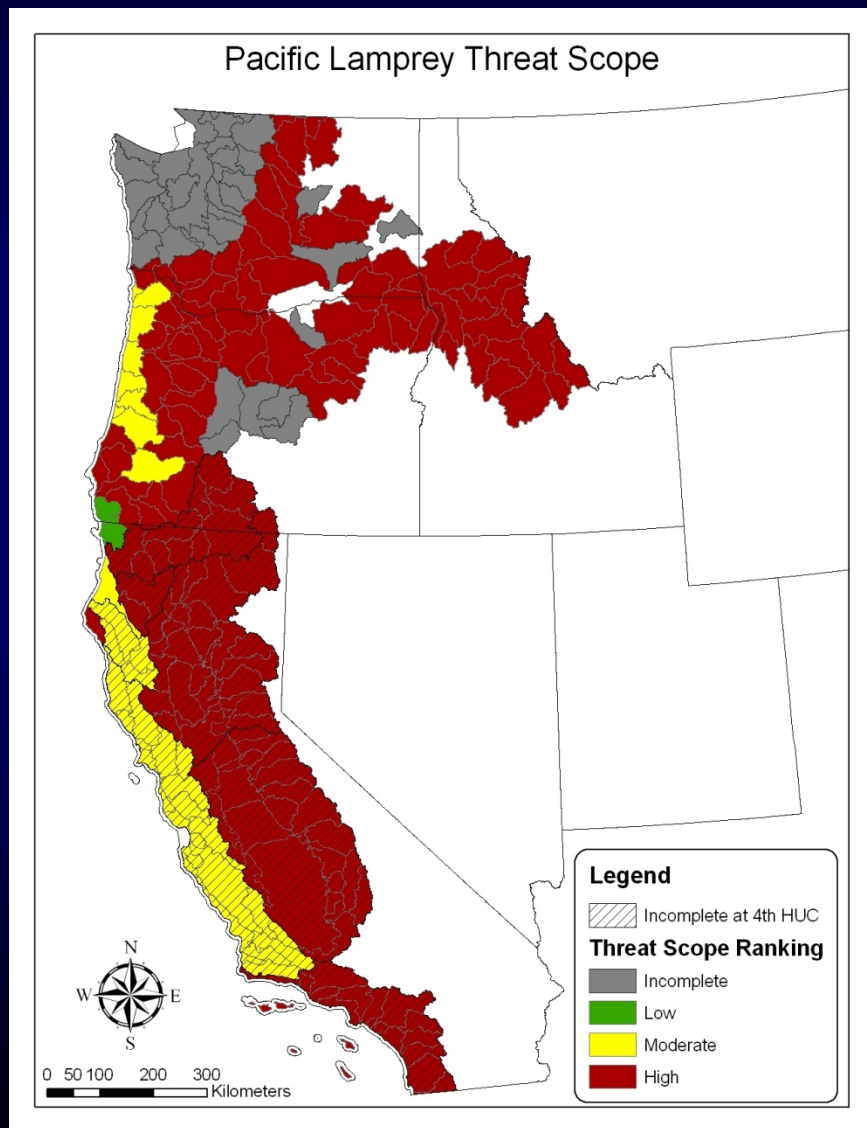 Pacific Lamprey Threat Scope
Legend
Incomplete at 4th HUC
Threat Scope Ranking
Incomplete
Low
Moderate
High
N
W E
S
0 50 100 200 300
Kilometers